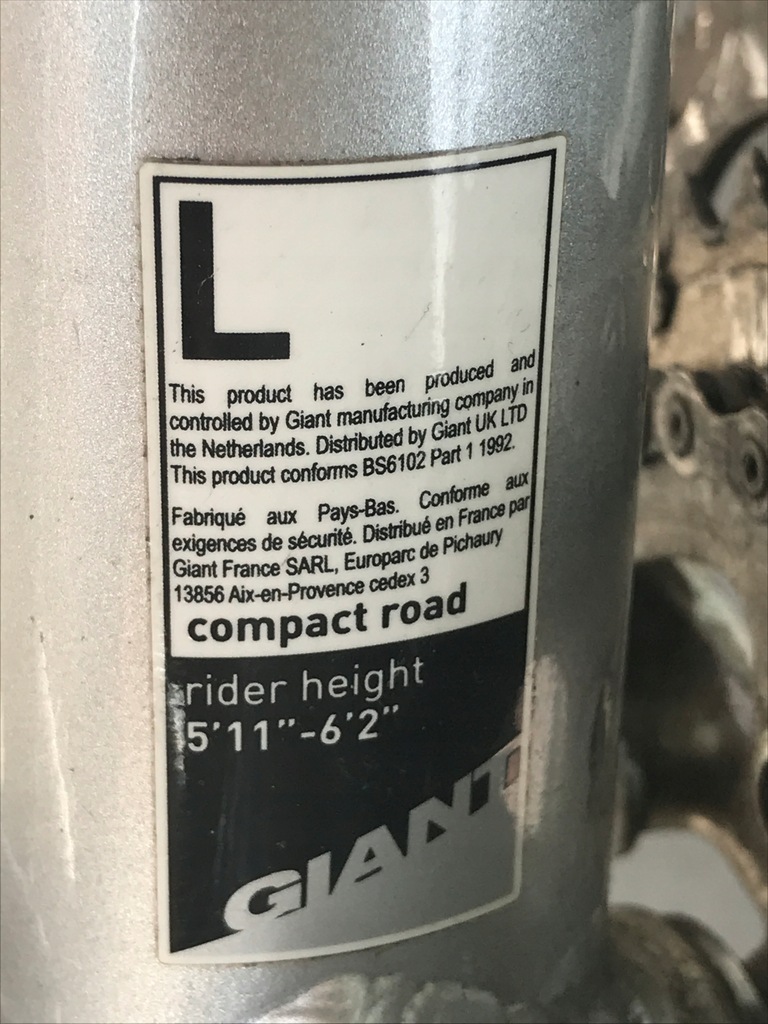 L
This product has been produced and
controlled by Giant manufacturing company in
the Netherlands. Distributed by Giant UK LTD
This product conforms BS6102 Part 1 1992.
Fabriqué aux Pays-Bas. Conforme aux
exigences de sécurité. Distribué en France par
Giant France SARL, Europarc de Pichaury
13856 Aix-en-Provence cedex 3
compact road
rider height
5'11"-6'2"
GIANT